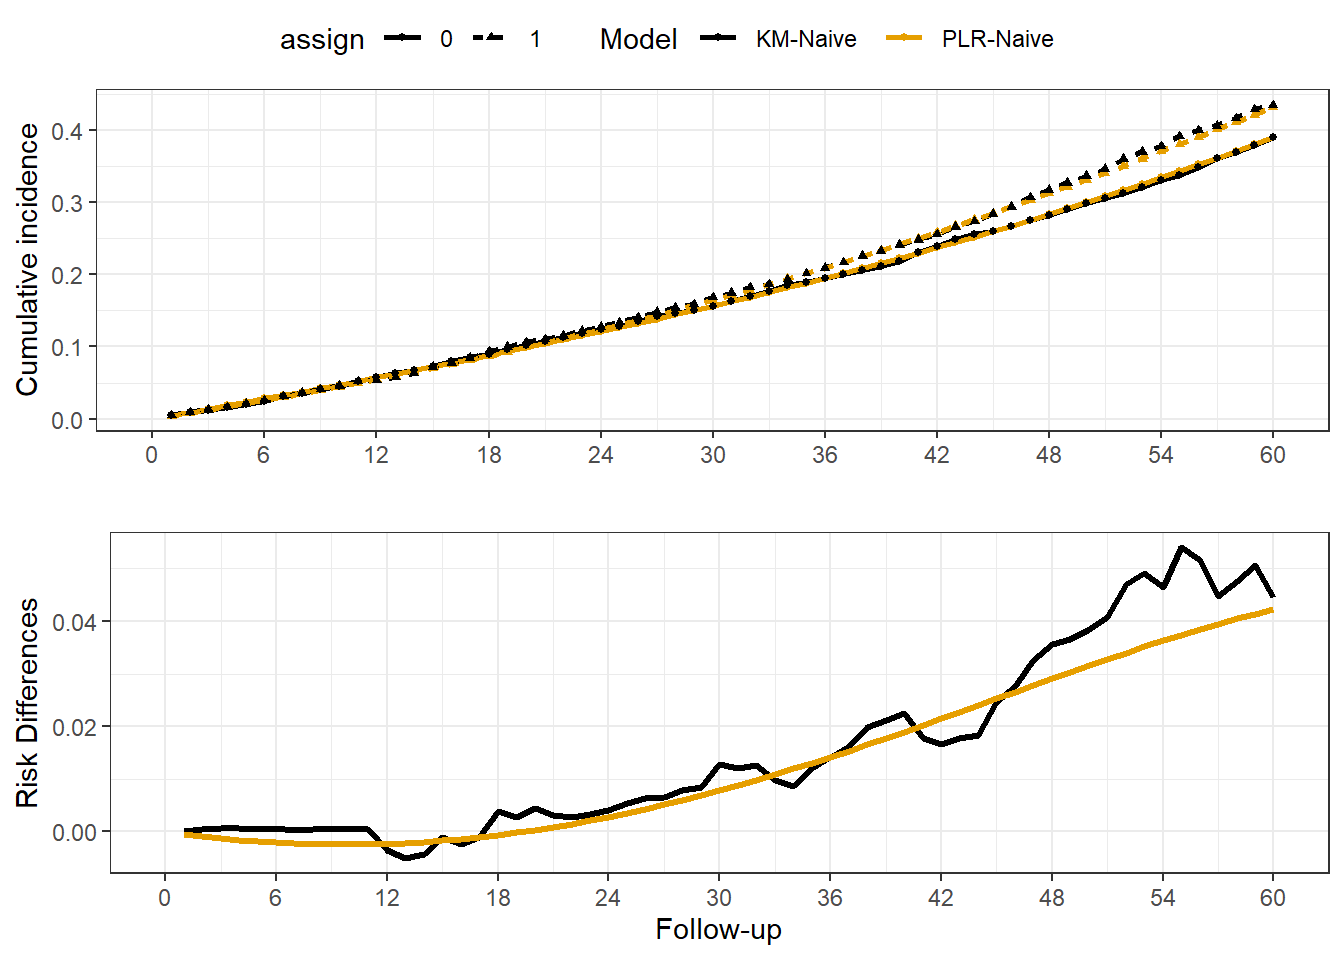 assign 0 1 Model KM-Naive PLR-Naive
Cumulative incidence
0.4
0.3
0.2
0.1
0.0
0 6 12 18 24 30 36 42 48 54 60
Risk Differences
0.04
0.02
0.00
0 6 12 18 24 30 36 42 48 54 60
Follow-up